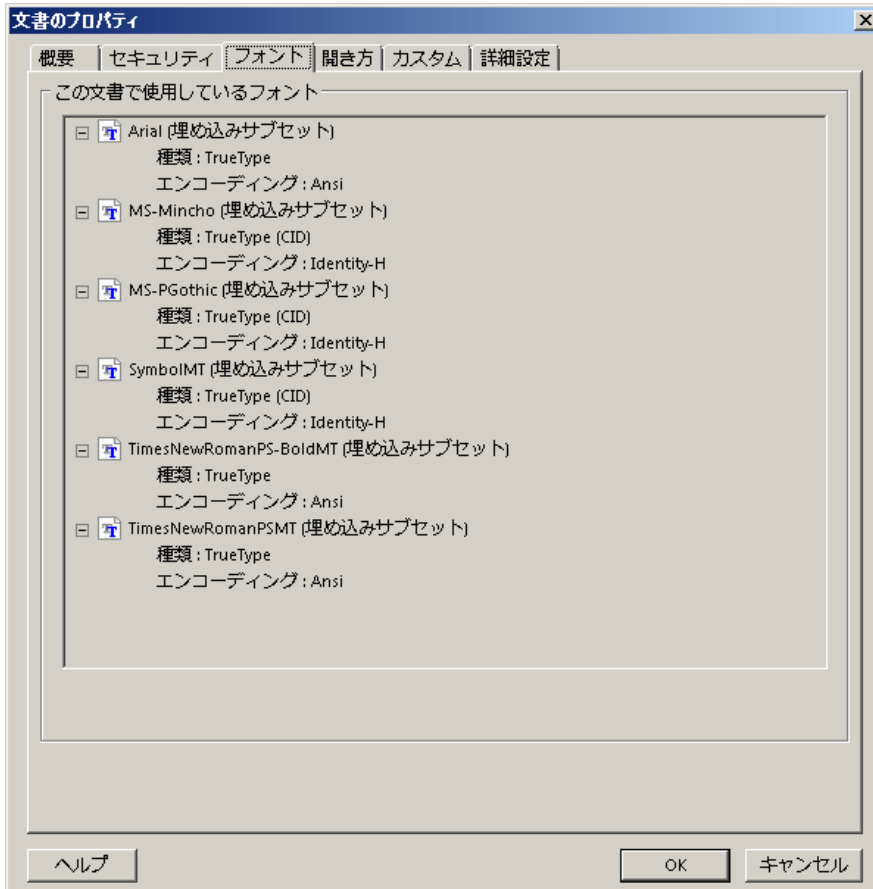 文書のプロパティ
概要 セキュリティ フォント 開き方 カスタム 詳細設定
この文書で使用しているフォント
Arial (埋め込みサブセット)
種類 : TrueType
エンコーディング : Ansi
MS-Mincho (埋め込みサブセット)
種類 : TrueType (CID)
エンコーディング : Identity-H
MS-PGothic (埋め込みサブセット)
種類 : TrueType (CID)
エンコーディング : Identity-H
SymbolMT (埋め込みサブセット)
種類 : TrueType (CID)
エンコーディング : Identity-H
TimesNewRomanPS-BoldMT (埋め込みサブセット)
種類 : TrueType
エンコーディング : Ansi
TimesNewRomanPSMT (埋め込みサブセット)
種類 : TrueType
エンコーディング : Ansi
ヘルプ OK キャンセル